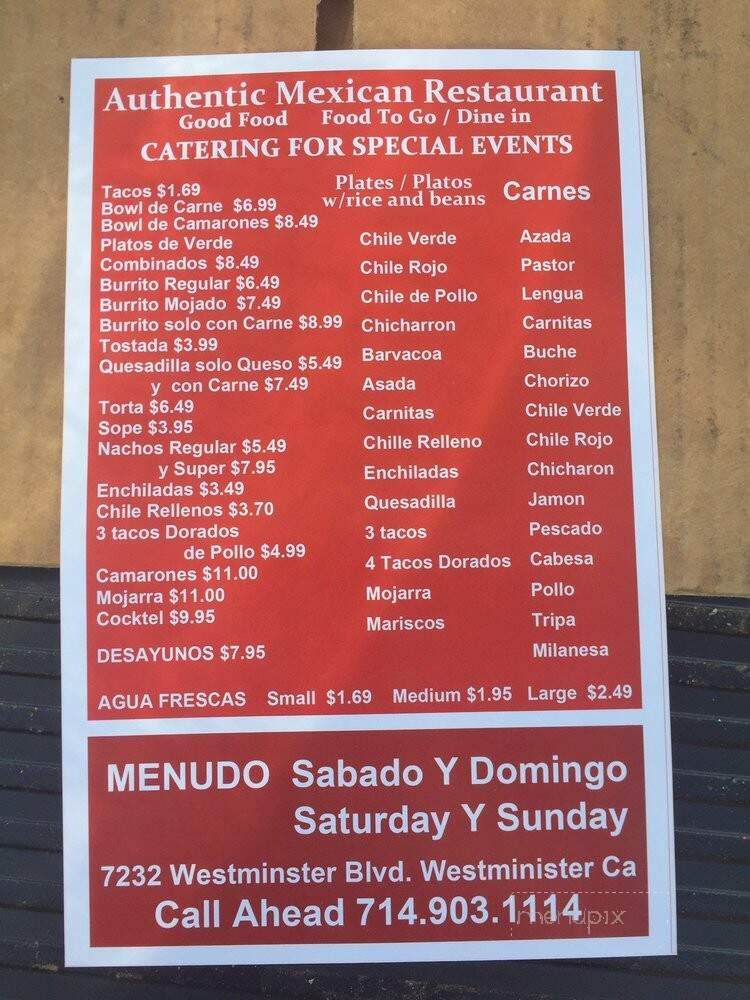 Authentic Mexican Restaurant
Good Food Food To Go / Dine in
CATERING FOR SPECIAL EVENTS
Tacos $1.69
Bowl de Carne $6.99
Bowl de Camarones $8.49
Platos de Verde
Combinados $8.49
Burrito Regular $6.49
Burrito Mojado $7.49
Burrito solo con Carne $8.99
Tostada $3.99
Quesadilla solo Queso $5.49
y con Carne $7.49
Torta $6.49
Sope $3.95
Nachos Regular $5.49
y Super $7.95
Enchiladas $3.49
Chile Rellenos $3.70
3 tacos Dorados
de Pollo $4.99
Camarones $11.00
Mojarra $11.00
Cocktel $9.95
DESAYUNOS $7.95
Plates / Platos
w/rice and beans
Chile Verde
Chile Rojo
Chile de Pollo
Chicharron
Barvacoa
Asada
Carnitas
Chille Relleno
Enchiladas
Quesadilla
3 tacos
4 Tacos Dorados
Mojarra
Mariscos
Carnes
Azada
Pastor
Lengua
Carnitas
Buche
Chorizo
Chile Verde
Chile Rojo
Chicharon
Jamon
Pescado
Cabesa
Pollo
Tripa
Milanesa
AGUA FRESCAS Small $1.69 Medium $1.95 Large $2.49
MENUDO Sabado Y Domingo
Saturday Y Sunday
7232 Westminster Blvd. Westminister Ca
Call Ahead 714.903.1114
menupix